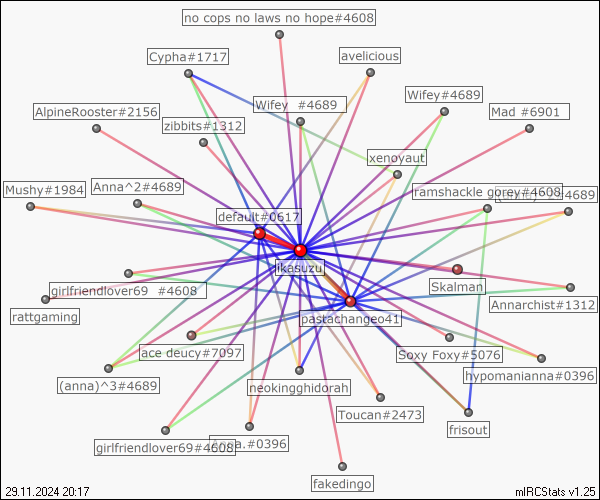 no cops no laws no hope#4608
Cypha#1717
avelicious
Wifey #4689
Wifey#4689
AlpineRooster#2156
Mad #6901
zibbits#1312
xenoyaut
Mushy#1984
Anna^2#4689
ramshackle gorey#4608
#4689
default#0617
ikasuzu
Skalman
girlfriendlover69 #4608
Annarchist#1312
rattgaming
pastachangeo41
ace deucy#7097
Soxy Foxy#5076
hypomanianna#0396
(anna)^3#4689
neokingghidorah
Toucan#2473
frisout
girlfriendlover69#4608
#0396
fakedingo
29.11.2024 20:17
mIRCStats v1.25